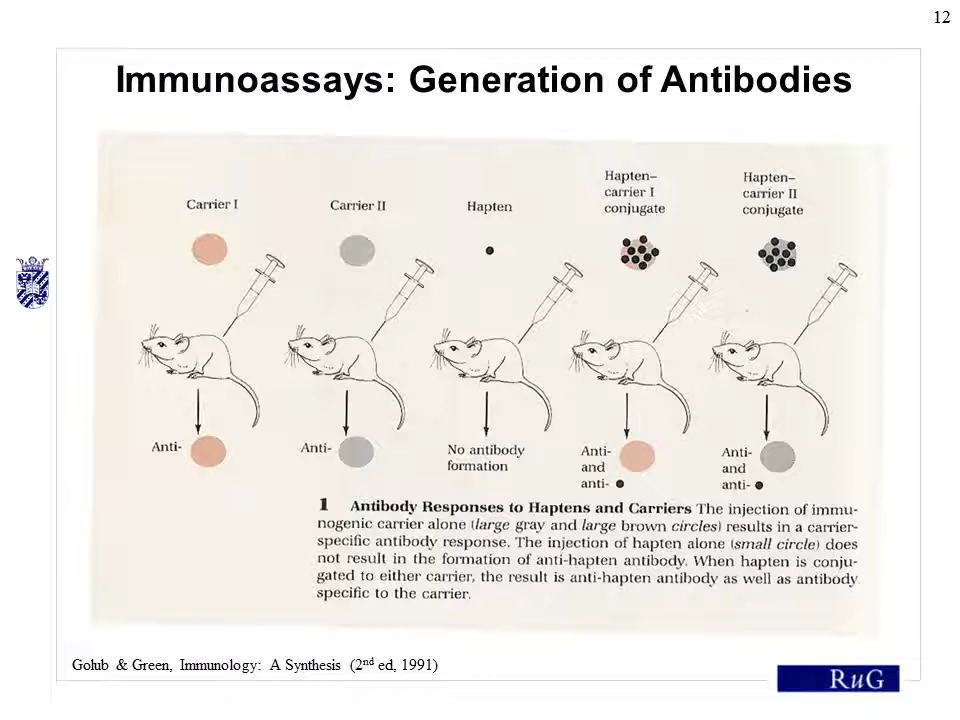 12
Immunoassays: Generation of Antibodies
Carrier I
Carrier II
Hapten
Hapten–
carrier I
conjugate
Hapten–
carrier II
conjugate
Anti-
Anti-
No antibody
formation
Anti-
and
anti-
Anti-
and
anti-
1 Antibody Responses to Haptens and Carriers The injection of immu-
nogenic carrier alone (large gray and large brown circles) results in a carrier-
specific antibody response. The injection of hapten alone (small circle) does
not result in the formation of anti-hapten antibody. When hapten is conju-
gated to either carrier, the result is anti-hapten antibody as well as antibody
specific to the carrier.
Golub & Green, Immunology: A Synthesis (2nd ed, 1991)
RuG